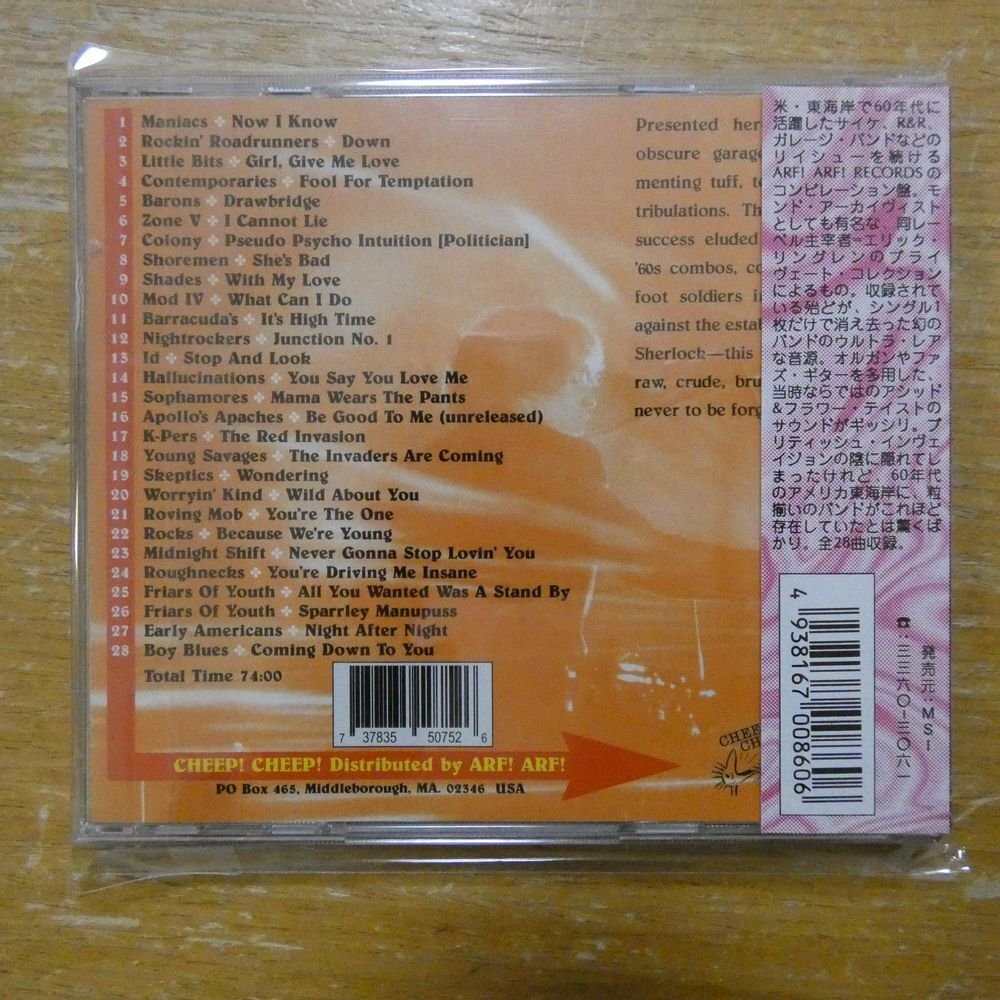 1 Maniacs ✤ Now I Know
2 Rockin' Roadrunners ✤ Down
3 Little Bits ✤ Girl, Give Me Love
4 Contemporaries ✤ Fool For Temptation
5 Barons ✤ Drawbridge
6 Zone V ✤ I Cannot Lie
7 Colony ✤ Pseudo Psycho Intuition [Politician]
8 Shoremen ✤ She's Bad
9 Shades ✤ With My Love
10 Mod IV ✤ What Can I Do
11 Barracuda's ✤ It's High Time
12 Nightrockers ✤ Junction No. 1
13 Id ✤ Stop And Look
14 Hallucinations ✤ You Say You Love Me
15 Sophamores ✤ Mama Wears The Pants
16 Apollo's Apaches ✤ Be Good To Me (unreleased)
17 K-Pers ✤ The Red Invasion
18 Young Savages ✤ The Invaders Are Coming
19 Skeptics ✤ Wondering
20 Worryin' Kind ✤ Wild About You
21 Roving Mob ✤ You're The One
22 Rocks ✤ Because We're Young
23 Midnight Shift ✤ Never Gonna Stop Lovin' You
24 Roughnecks ✤ You're Driving Me Insane
25 Friars Of Youth ✤ All You Wanted Was A Stand By
26 Friars Of Youth ✤ Sparrley Manupuss
27 Early Americans ✤ Night After Night
28 Boy Blues ✤ Coming Down To You
Total Time 74:00
7 37835 50752 6
CHEEP! CHEEP! Distributed by ARF! ARF!
PO Box 465, Middleborough, MA. 02346 USA
Presented her
obscure garag
menting tuff, t
tribulations. Th
success eluded
'60s combos, co
foot soldiers i
against the estab
Sherlock—this
raw, crude, bru
never to be forg
CHEE
CH
米・東海岸で60年代に
活躍したサイケ、R&R
ガレージ・バンドなどの
リイシューを続ける
ARF! ARF! RECORDSの
コンピレーション盤。モ
ンド・アーカイヴィスト
としても有名な、同レー
ベル主宰者=エリック・
リングレンのプライ
ヴェート・コレクション
によるもの。収録されて
いる殆どが、シングル1
枚だけで消え去った幻の
バンドのウルトラ・レア
な音源。オルガンやファ
ズ・ギターを多用した、
当時ならではのアシッド
&フラワー・テイストの
サウンドがギッシリ。ブ
リティッシュ・インヴェ
イジョンの陰に隠れてし
まったけれど、60年代
のアメリカ東海岸に、粒
揃いのバンドがこれほど
存在していたとは驚くば
かり。全28曲収録。
4 938167 008606
発売元:MSI
☎:三三六〇-三〇六一